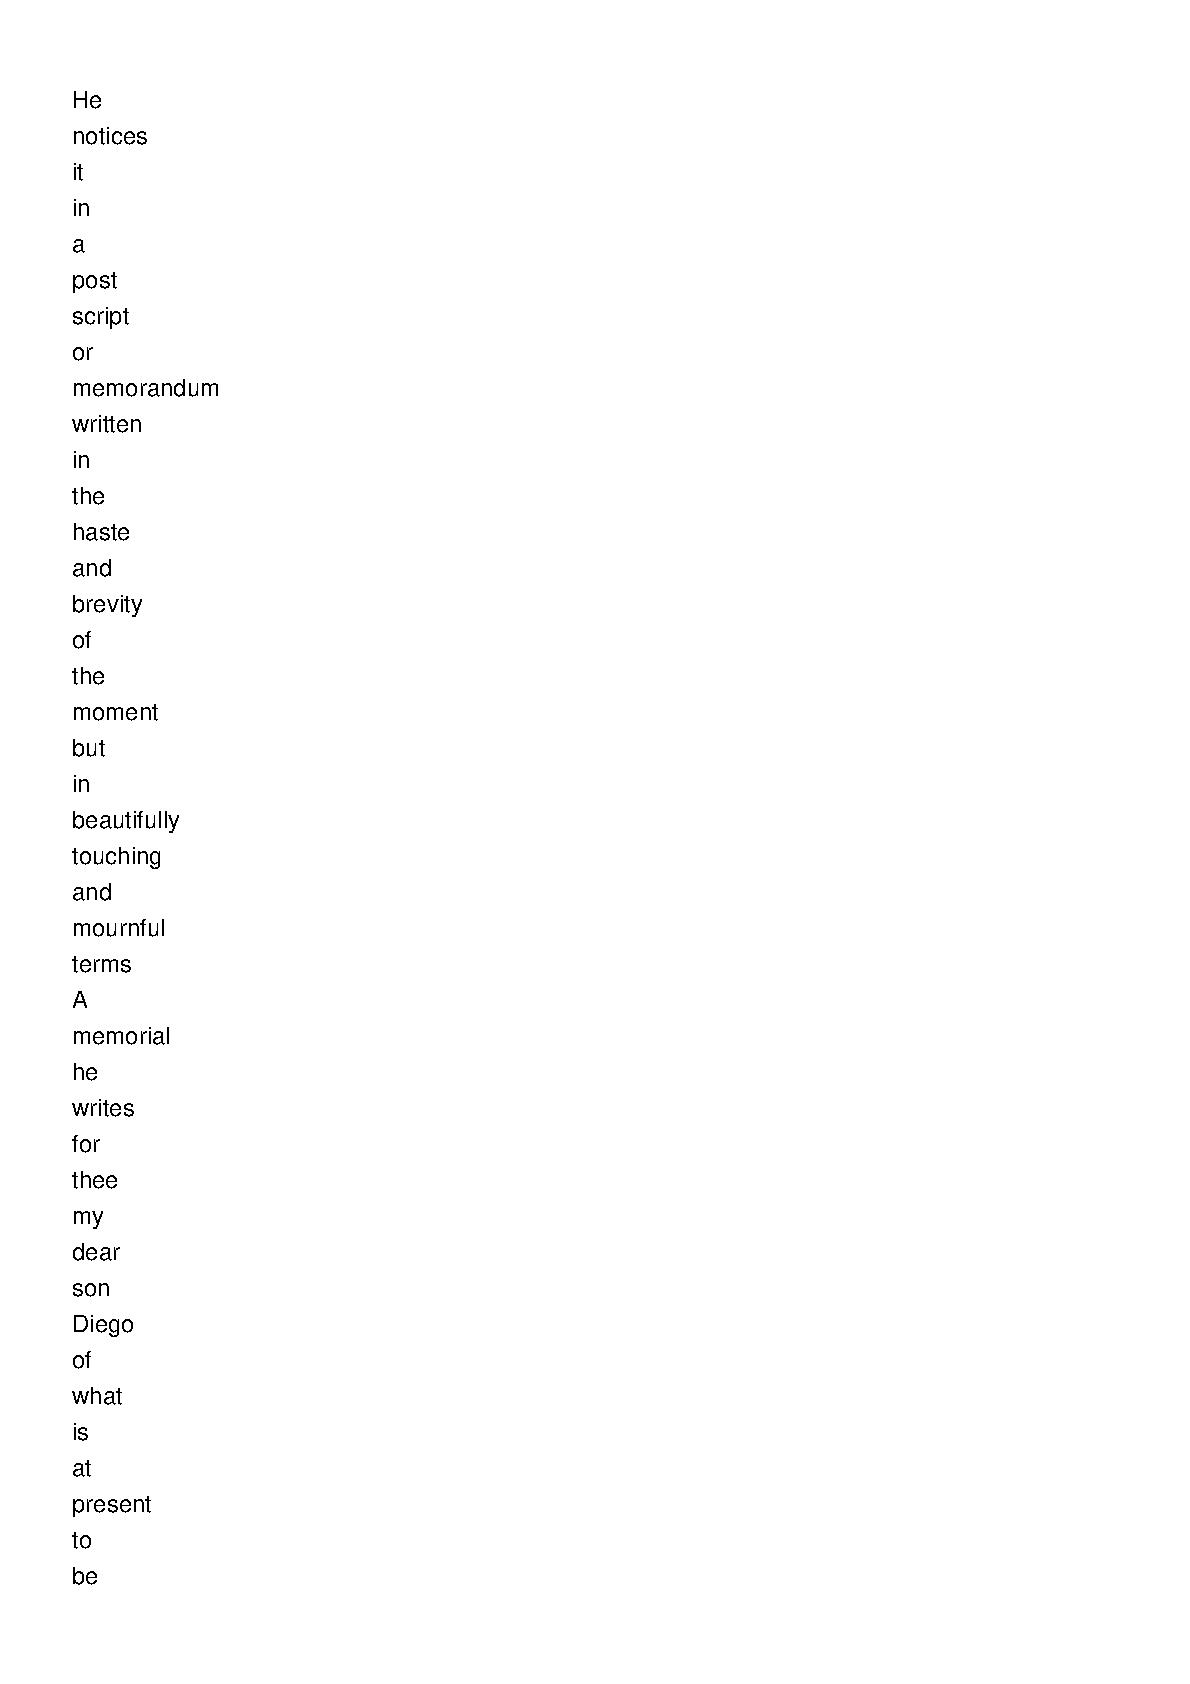 He
notices
it
in
a
post
script
or
memorandum
written
in
the
haste
and
brevity
of
the
moment
but
in
beautifully
touching
and
mournful
terms
A
memorial
he
writes
for
thee
my
dear
son
Diego
of
what
is
at
present
to
be